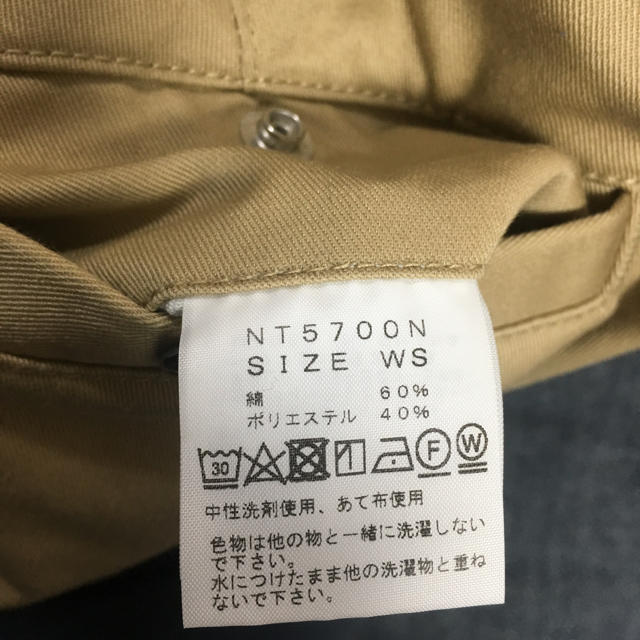 NT5700N
SIZE WS
綿 60%
ポリエステル 40%
30 F W
中性洗剤使用、あて布使用
色物は他の物と一緒に洗濯しない
で下さい。
水につけたまま他の洗濯物と重ね
ないで下さい。